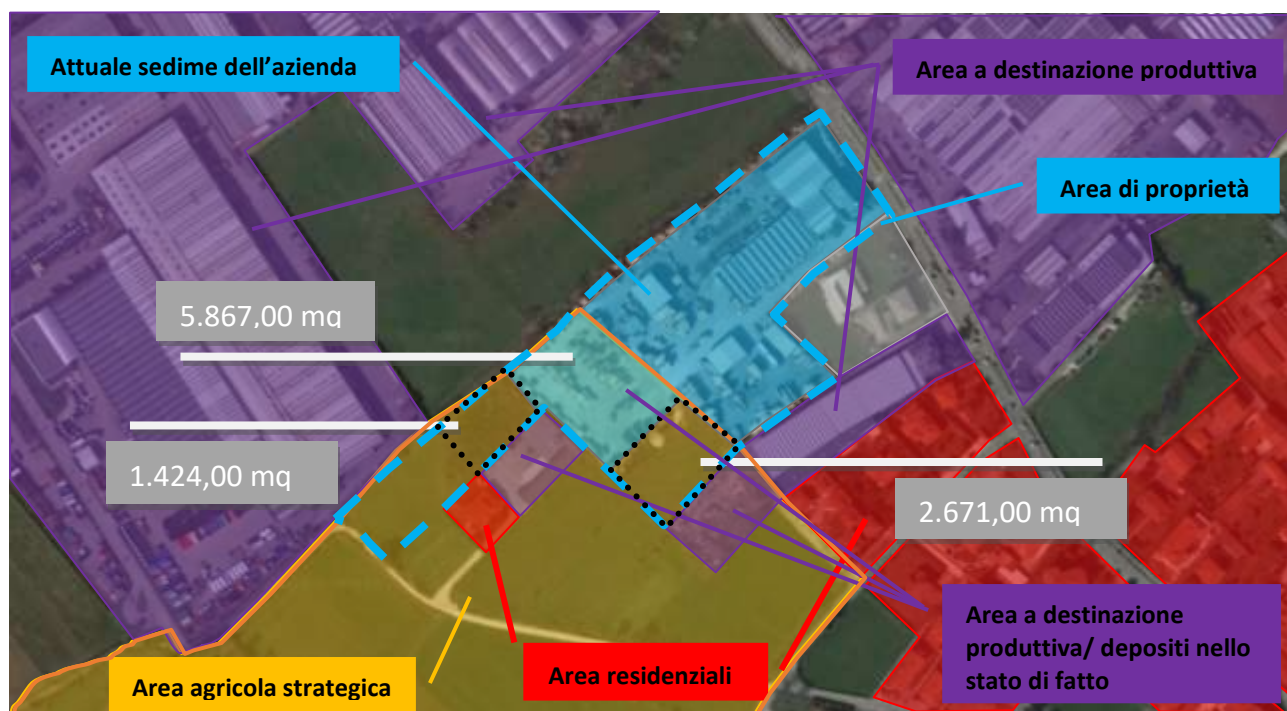 Attuale sedime dell'azienda
Area a destinazione produttiva
Area di proprietà
5.867,00 mq
1.424,00 mq
2.671,00 mq
Area a destinazione
produttiva/ depositi nello
stato di fatto
Area residenziali
Area agricola strategica